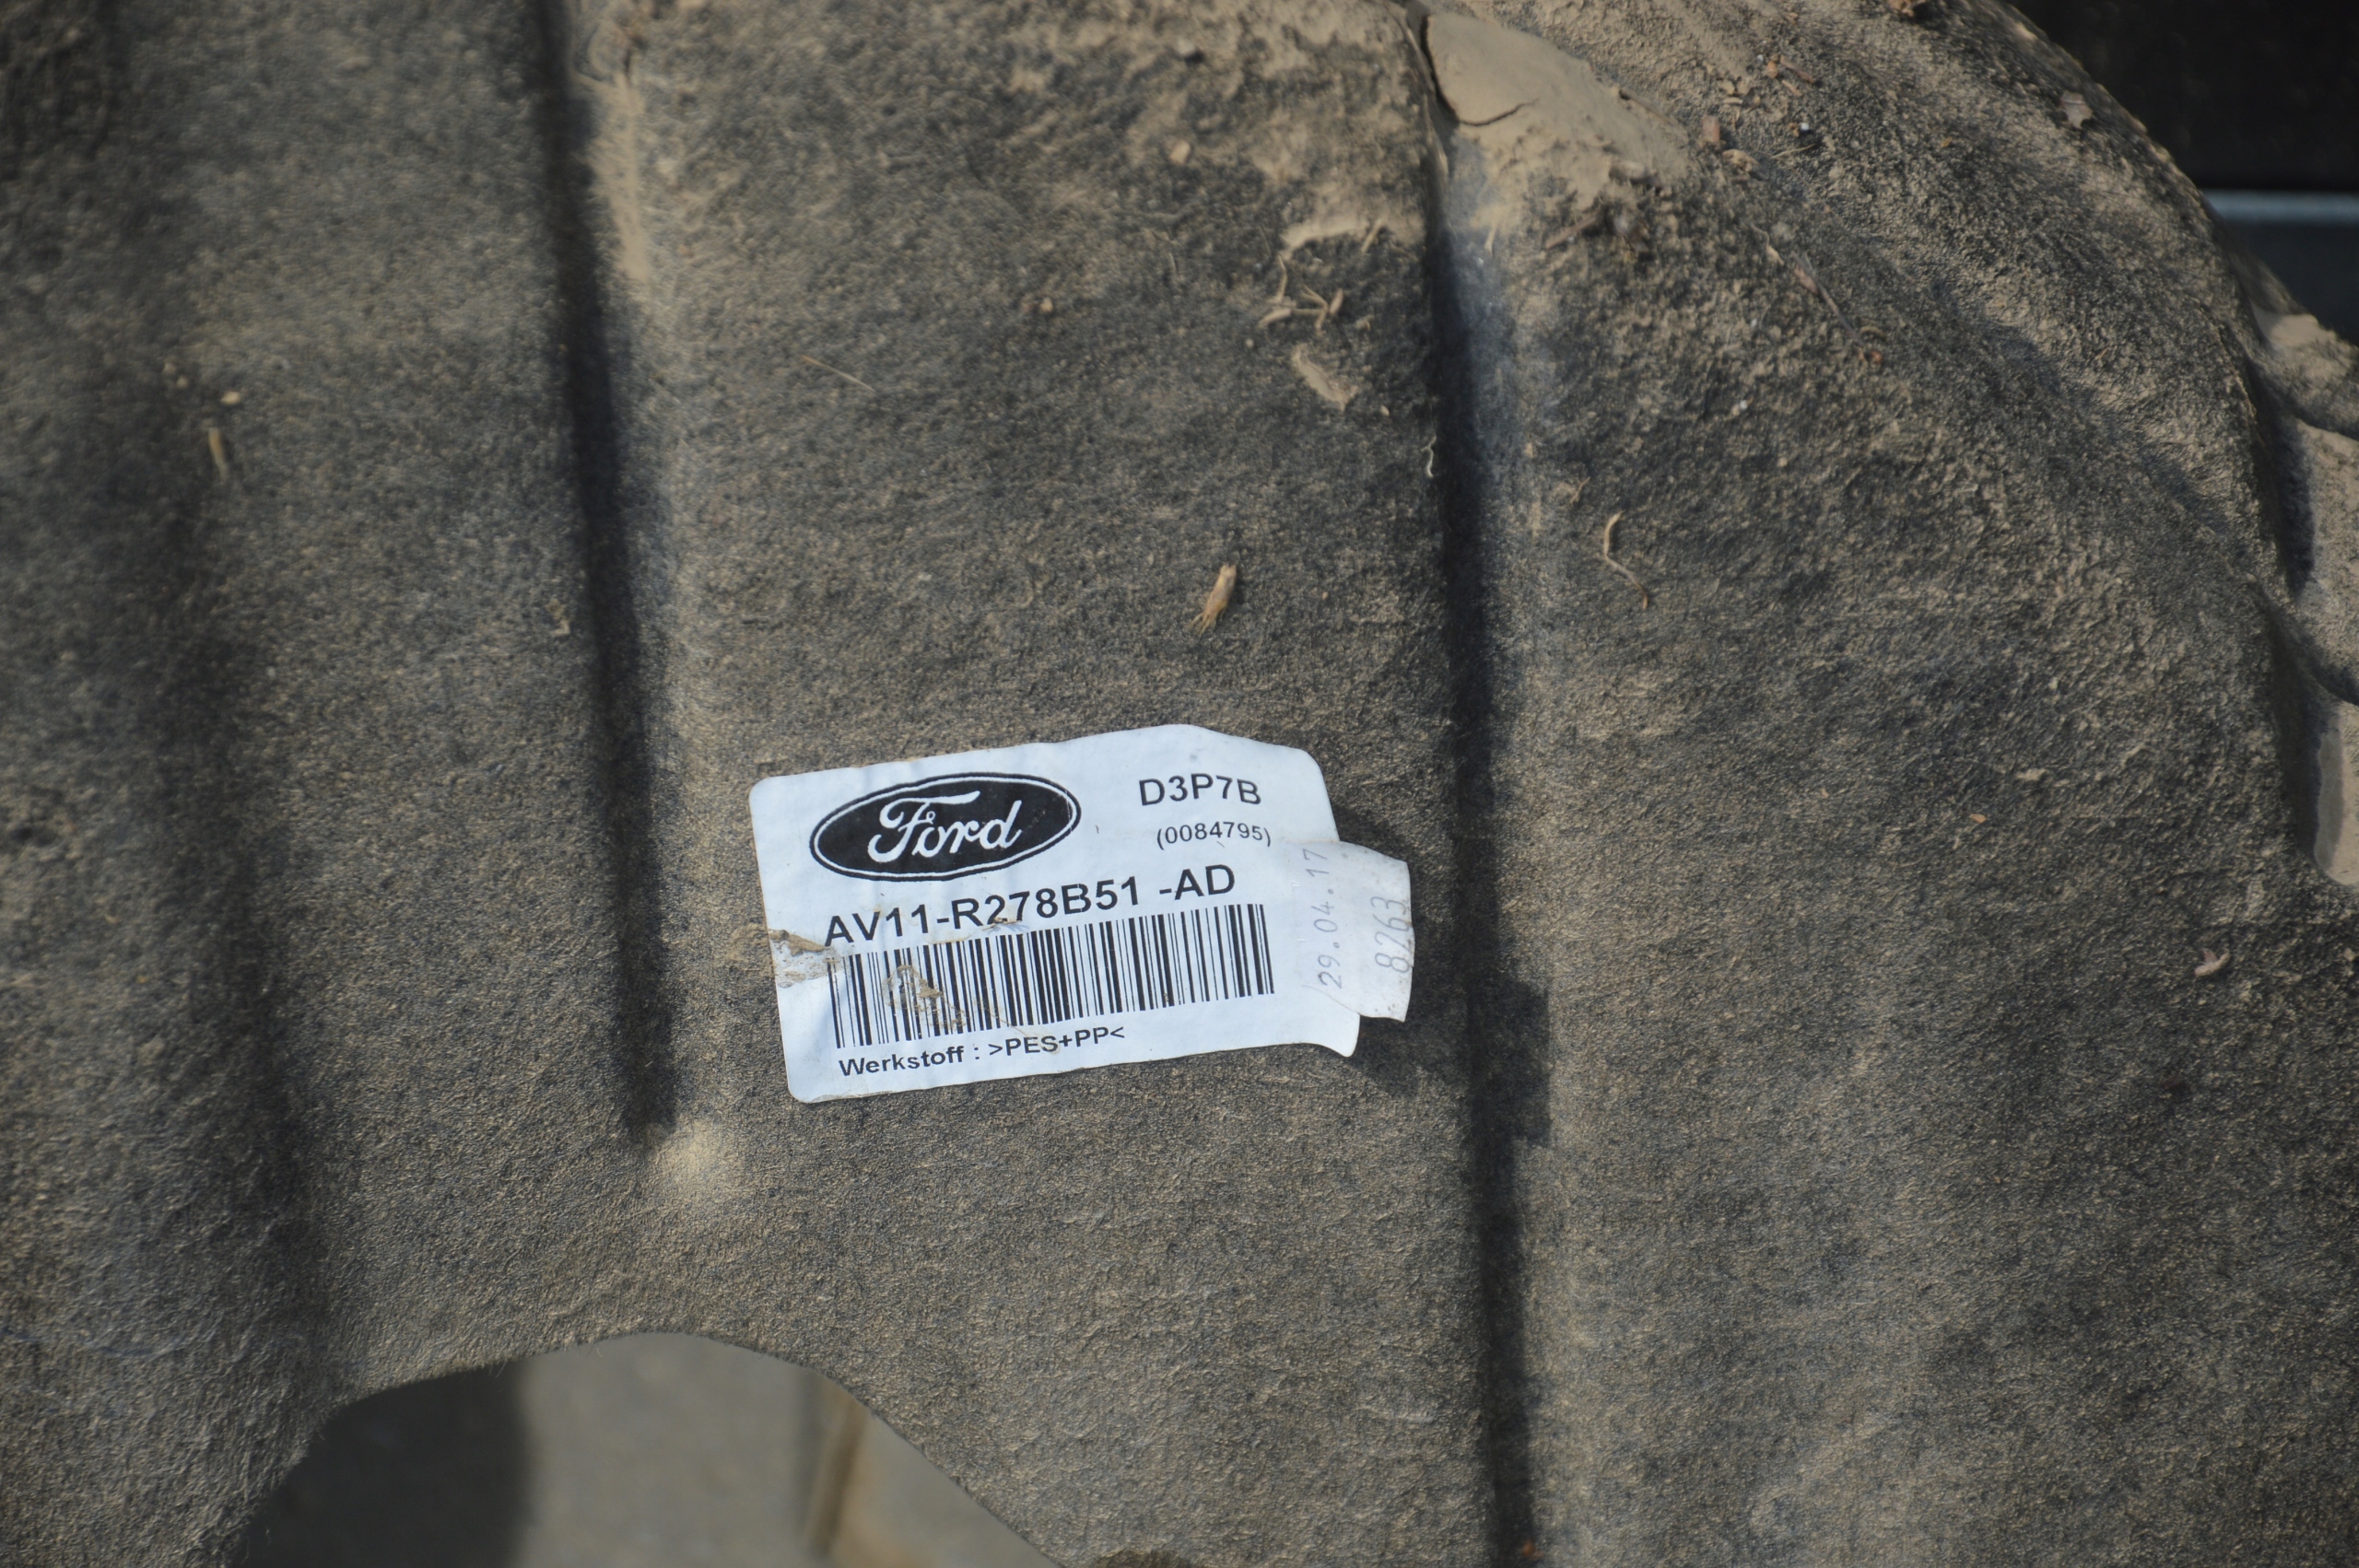 Ford
D3P7B
(0084795)
AV11-R278B51 -AD
Werkstoff : >PES+PP<
29.04.17
8263